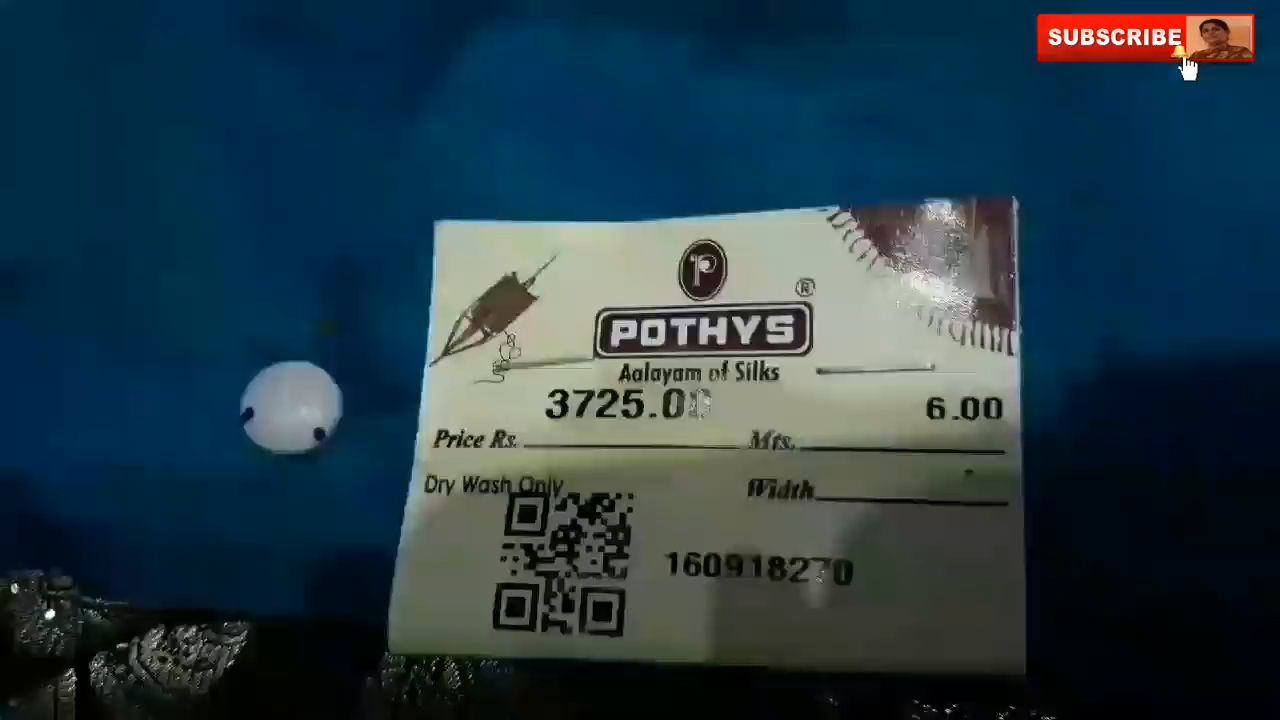 SUBSCRIBE
P
POTHYS ®
Aalayam of Silks
3725.00 6.00
Price Rs. Mts.
Dry Wash Only Width
160918270